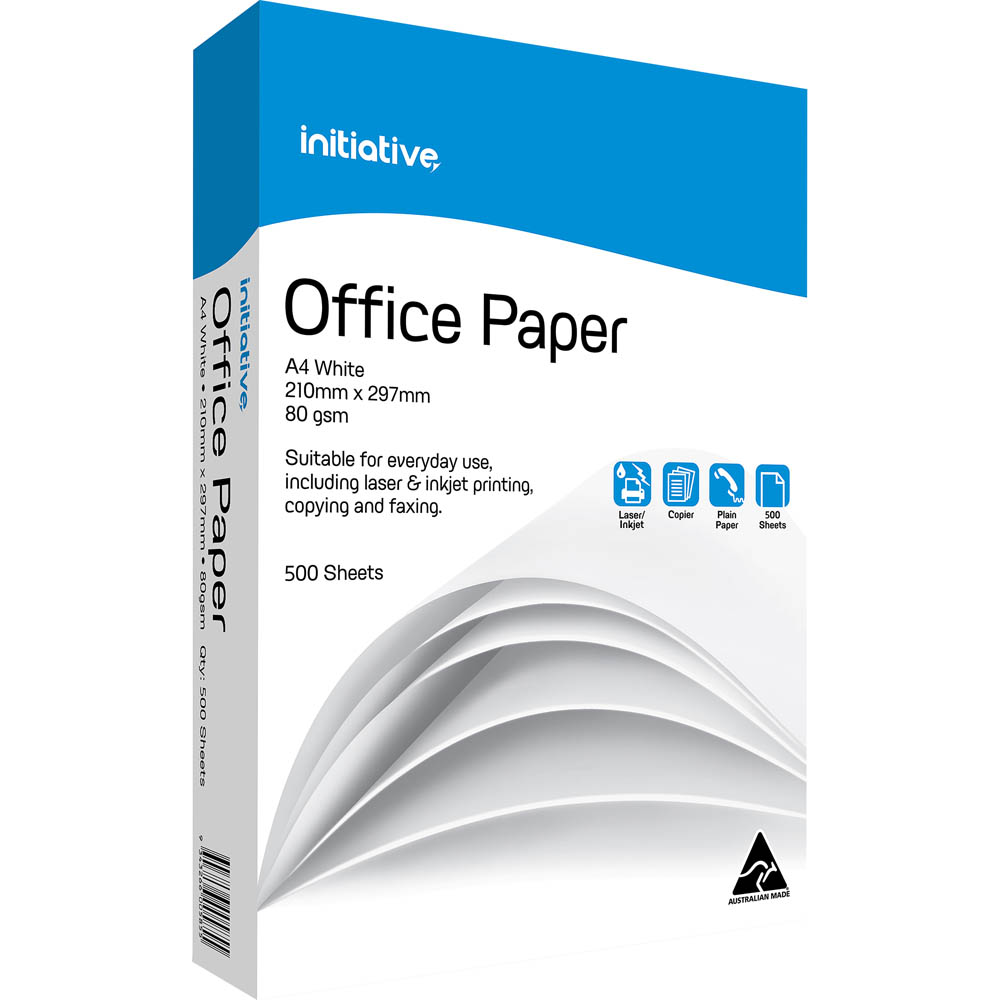 initiative
Office Paper
A4 White
210mm x 297mm
80 gsm
Suitable for everyday use,
including laser & inkjet printing,
copying and faxing.
500 Sheets
Laser/
Inkjet
Copier
Plain
Paper
500
Sheets
AUSTRALIAN MADE
initiative
Office Paper
A4 White • 210mm x 297mm • 80gsm Qty: 500 Sheets